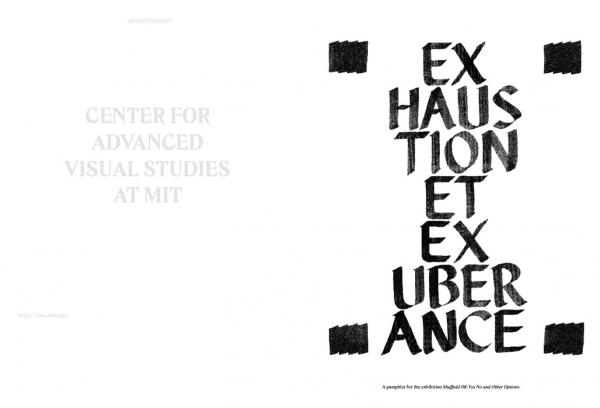 ADVERTISEMENT
CENTER FOR
ADVANCED
VISUAL STUDIES
AT MIT
http://cavs.mit.edu
EX
HAUS
TION
ET
EX
UBER
ANCE
A pamphlet for the exhibition Sheffield 08: Yes No and Other Options